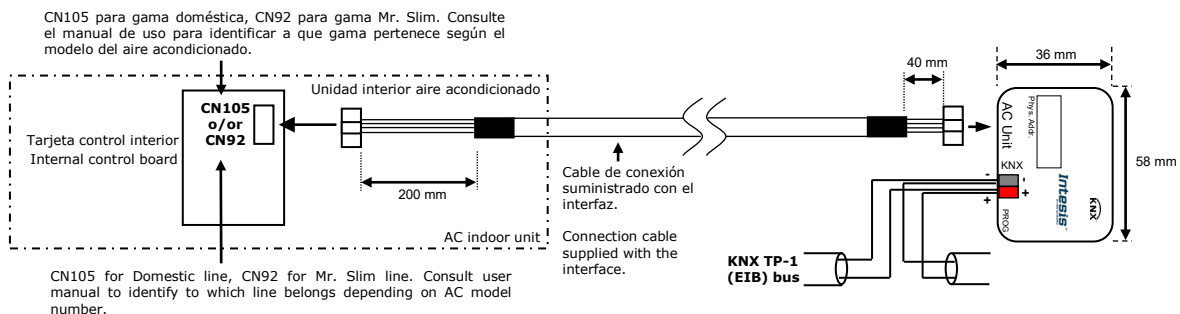 CN105 para gama doméstica, CN92 para gama Mr. Slim. Consulte
el manual de uso para identificar a que gama pertenece según el
modelo del aire acondicionado.
Unidad interior aire acondicionado
CN105
o/or
CN92
Tarjeta control interior
Internal control board
200 mm
AC indoor unit
CN105 for Domestic line, CN92 for Mr. Slim line. Consult user
manual to identify to which line belongs depending on AC model
number.
Cable de conexión
suministrado con el
interfaz.
Connection cable
supplied with the
interface.
40 mm
36 mm
58 mm
Phys. Addr.
AC Unit
KNX
- -
+ +
PROG
Intesis™
KNX
KNX TP-1
(EIB) bus